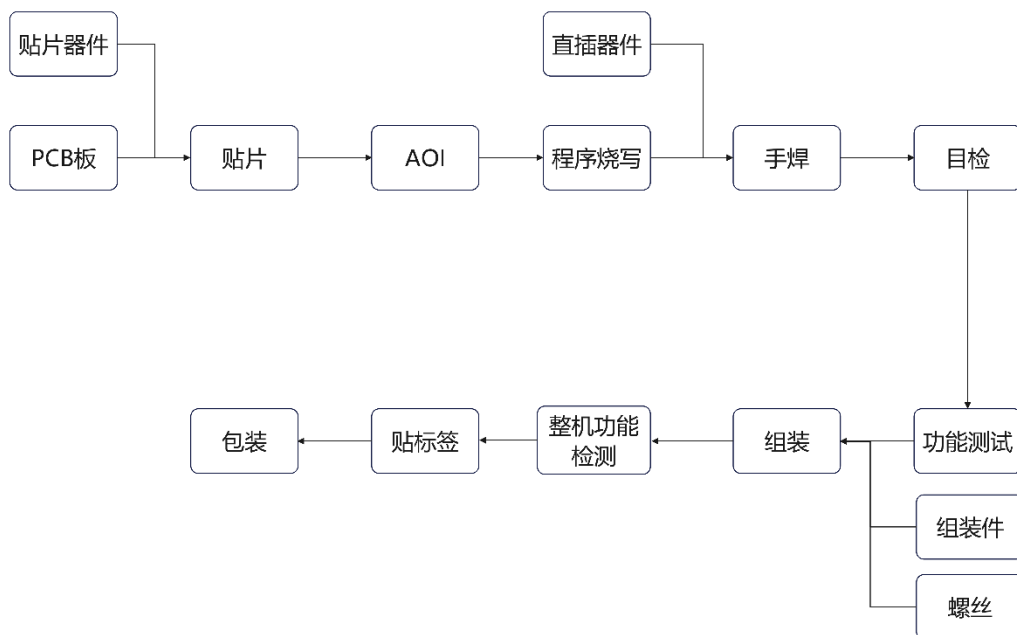 贴片器件
直插器件
PCB板
贴片
AOI
程序烧写
手焊
目检
包装
贴标签
整机功能
检测
组装
功能测试
组装件
螺丝